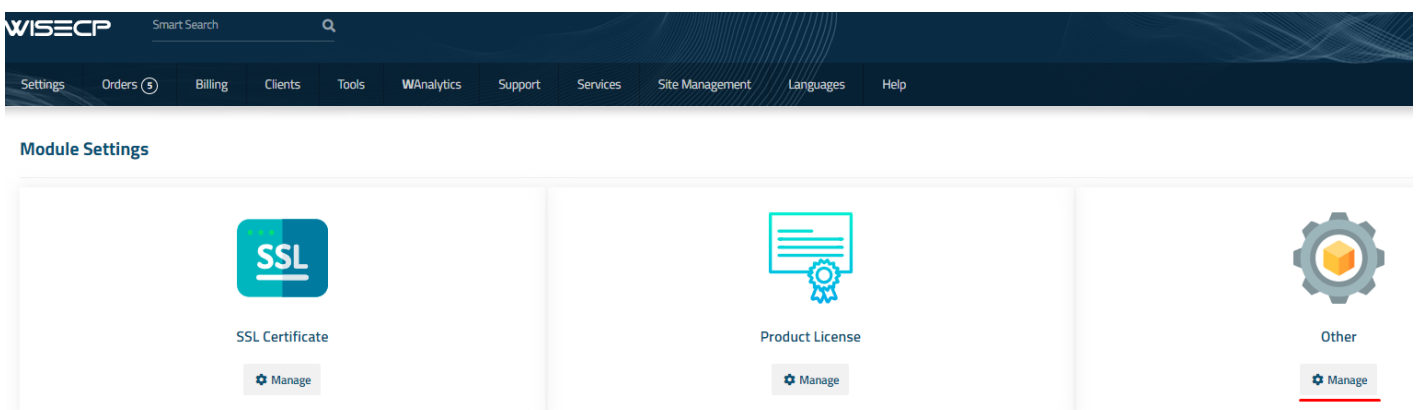 WISECP Smart Search
Settings Orders 5 Billing Clients Tools WAnalytics Support Services Site Management Languages Help
Module Settings
SSL
SSL Certificate Product License Other
Manage Manage Manage